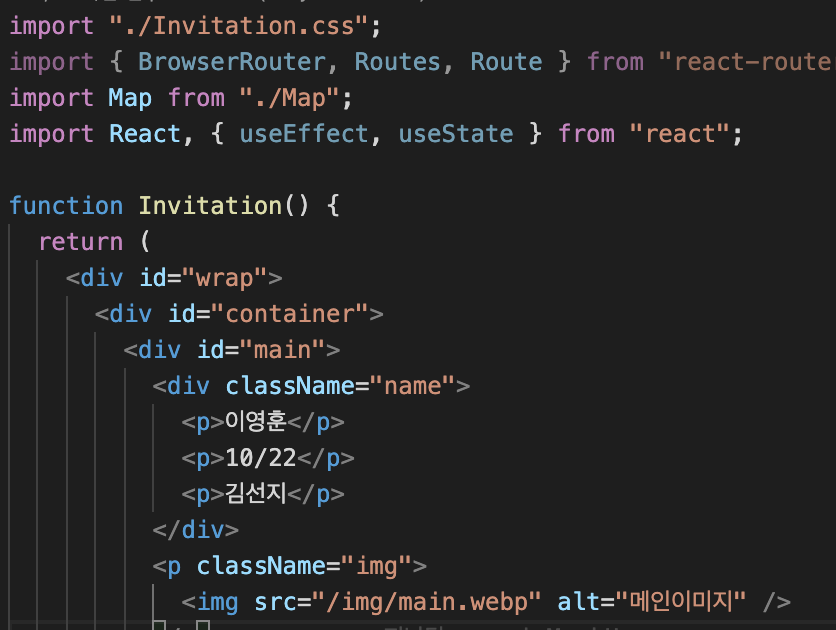 import "./Invitation.css";
import { BrowserRouter, Routes, Route } from "react-route
import Map from "./Map";
import React, { useEffect, useState } from "react";
function Invitation() {
return (
<div id="wrap">
<div id="container">
<div id="main">
<div className="name">
<p>이영훈</p>
<p>10/22</p>
<p>김선지</p>
</div>
<p className="img">
<img src="/img/main.webp" alt="메인이미지" />